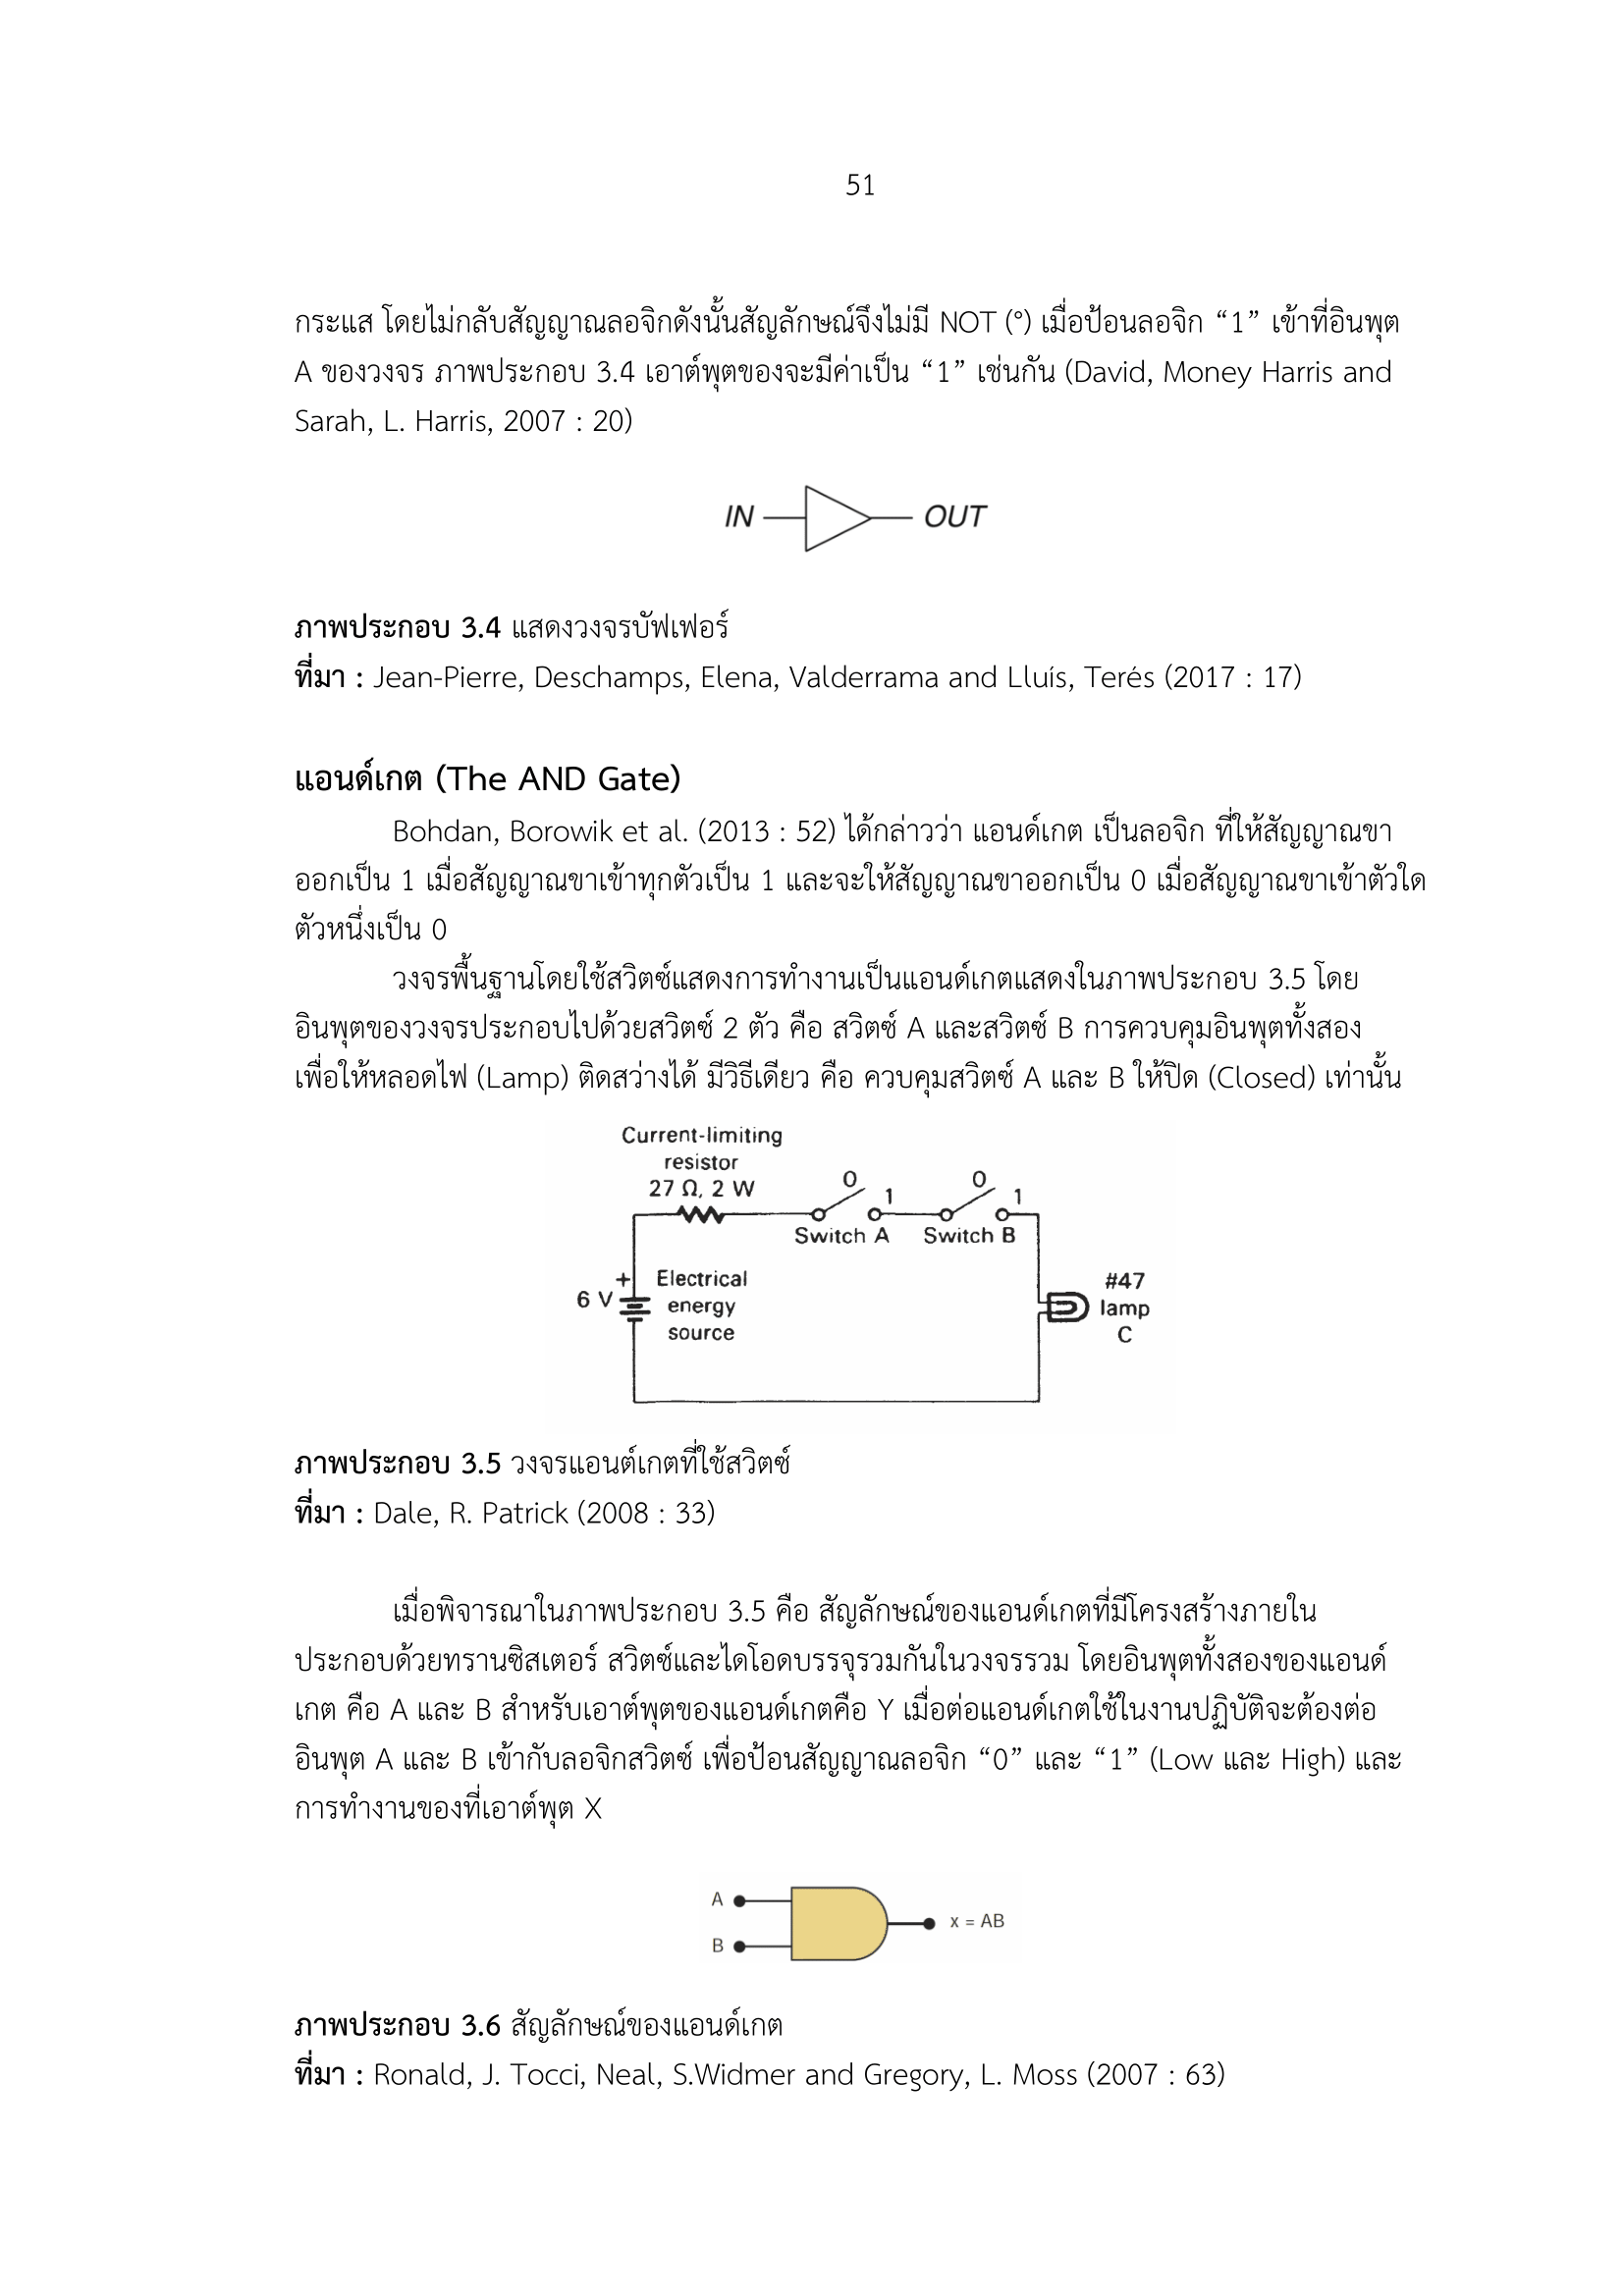 51
กระแส โดยไม่กลับสัญญาณลอจิกดังนั้นสัญลักษณ์จึงไม่มี NOT (°) เมื่อป้อนลอจิก “1” เข้าที่อินพุต
A ของวงจร ภาพประกอบ 3.4 เอาต์พุตของจะมีค่าเป็น “1” เช่นกัน (David, Money Harris and
Sarah, L. Harris, 2007 : 20)
IN OUT
ภาพประกอบ 3.4 แสดงวงจรบัฟเฟอร์
ที่มา : Jean-Pierre, Deschamps, Elena, Valderrama and Lluís, Terés (2017 : 17)
แอนด์เกต (The AND Gate)
Bohdan, Borowik et al. (2013 : 52) ได้กล่าวว่า แอนด์เกต เป็นลอจิก ที่ให้สัญญาณขา
ออกเป็น 1 เมื่อสัญญาณขาเข้าทุกตัวเป็น 1 และจะให้สัญญาณขาออกเป็น 0 เมื่อสัญญาณขาเข้าตัวใด
ตัวหนึ่งเป็น 0
วงจรพื้นฐานโดยใช้สวิตซ์แสดงการทำงานเป็นแอนด์เกตแสดงในภาพประกอบ 3.5 โดย
อินพุตของวงจรประกอบไปด้วยสวิตซ์ 2 ตัว คือ สวิตซ์ A และสวิตซ์ B การควบคุมอินพุตทั้งสอง
เพื่อให้หลอดไฟ (Lamp) ติดสว่างได้ มีวิธีเดียว คือ ควบคุมสวิตซ์ A และ B ให้ปิด (Closed) เท่านั้น
Current-limiting
resistor
27 Ω, 2 W
0 1 0 1
Switch A Switch B
+ Electrical
6 V energy
source
#47
lamp
C
ภาพประกอบ 3.5 วงจรแอนต์เกตที่ใช้สวิตซ์
ที่มา : Dale, R. Patrick (2008 : 33)
เมื่อพิจารณาในภาพประกอบ 3.5 คือ สัญลักษณ์ของแอนด์เกตที่มีโครงสร้างภายใน
ประกอบด้วยทรานซิสเตอร์ สวิตซ์และไดโอดบรรจุรวมกันในวงจรรวม โดยอินพุตทั้งสองของแอนด์
เกต คือ A และ B สำหรับเอาต์พุตของแอนด์เกตคือ Y เมื่อต่อแอนด์เกตใช้ในงานปฏิบัติจะต้องต่อ
อินพุต A และ B เข้ากับลอจิกสวิตซ์ เพื่อป้อนสัญญาณลอจิก “0” และ “1” (Low และ High) และ
การทำงานของที่เอาต์พุต X
A
x = AB
B
ภาพประกอบ 3.6 สัญลักษณ์ของแอนด์เกต
ที่มา : Ronald, J. Tocci, Neal, S.Widmer and Gregory, L. Moss (2007 : 63)